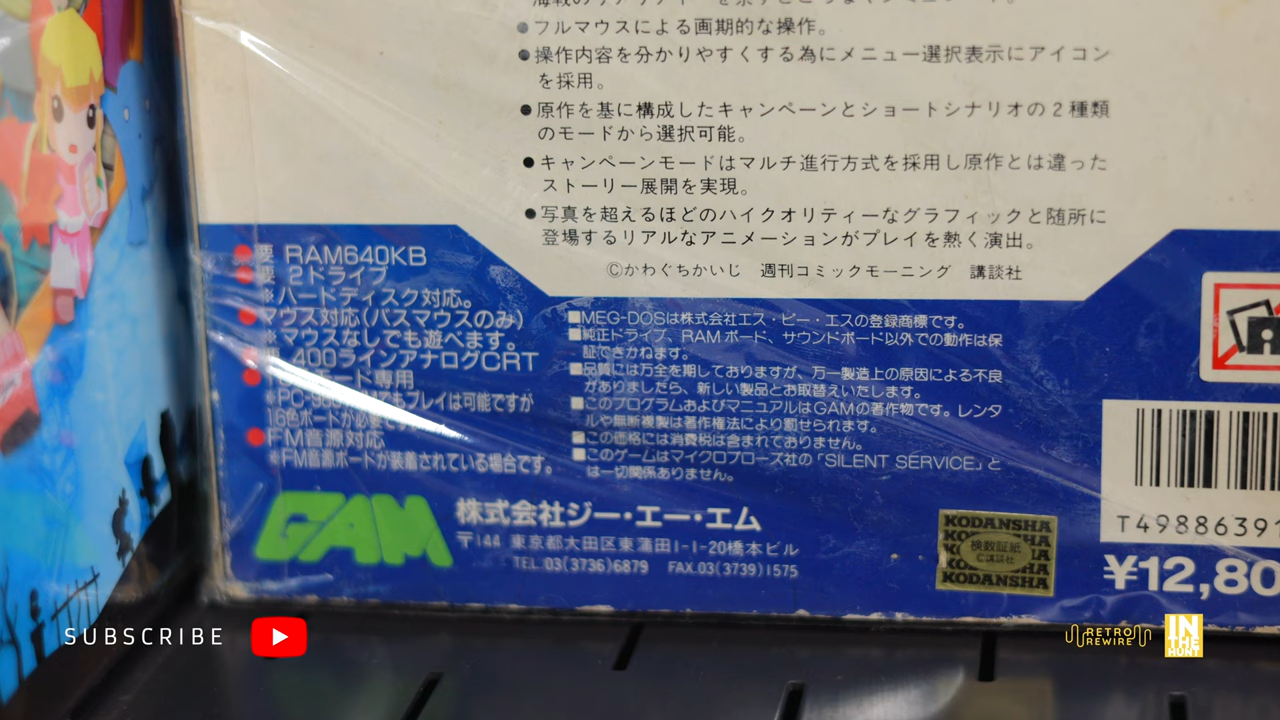 ●フルマウスによる画期的な操作。
●操作内容を分かりやすくする為にメニュー選択表示にアイコン
を採用。
●原作を基に構成したキャンペーンとショートシナリオの2種類
のモードから選択可能。
●キャンペーンモードはマルチ進行方式を採用し原作とは違った
ストーリー展開を実現。
●写真を超えるほどのハイクオリティーなグラフィックと随所に
登場するリアルなアニメーションがプレイを熱く演出。
©かわぐちかいじ 週刊コミックモーニング 講談社
●要 RAM640KB
●要 2ドライブ
※ハードディスク対応。
●マウス対応(バスマウスのみ)
※マウスなしでも遊べます。
●要 400ラインアナログCRT
ード専用
でもプレイは可能ですが
16色ボードが必要です
●FM音源対応
※FM音源ボードが装着されている場合です。
■MEG-DOSは株式会社エス・ピー・エスの登録商標です。
■純正ドライブ、RAMボード、サウンドボード以外での動作は保
証できかねます。
■品質には万全を期しておりますが、万一製造上の原因による不良
がありましたら、新しい製品とお取替えいたします。
■このプログラムおよびマニュアルはGAMの著作物です。レンタ
ルや無断複製は著作権法により罰せられます。
■この価格には消費税は含まれておりません。
■このゲームはマイクロプローズ社の「SILENT SERVICE」と
は一切関係ありません。
GAM 株式会社ジー・エー・エム
〒144 東京都大田区東蒲田1-1-20橋本ビル
TEL.03(3736)6879 FAX.03(3739)1575
KODANSHA
KODANSHA
検数証紙
©講談社
KODANSHA
KODANSHA
T4988639
¥12,80
SUBSCRIBE
RETRO
REWIRE
IN
THE
HUNT